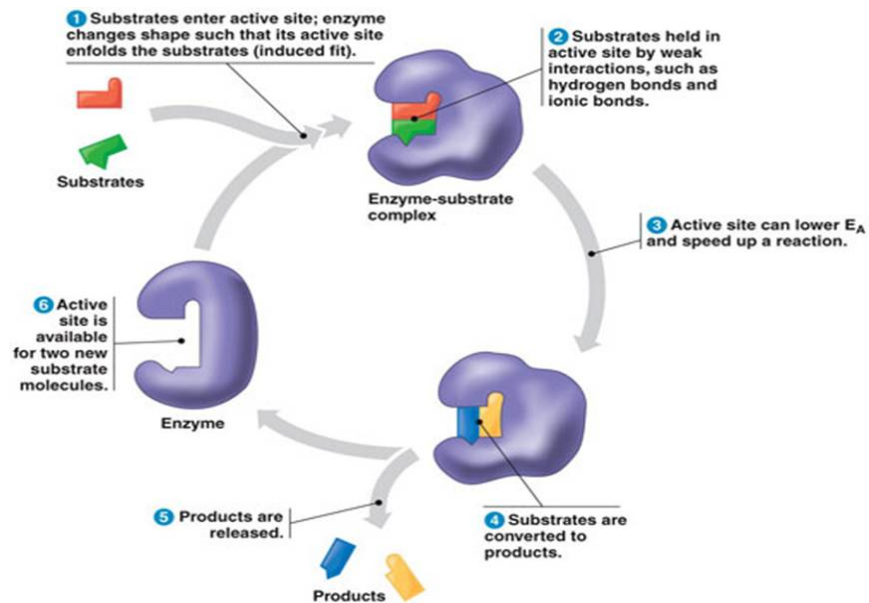 1 Substrates enter active site; enzyme
changes shape such that its active site
enfolds the substrates (induced fit).
2 Substrates held in
active site by weak
interactions, such as
hydrogen bonds and
ionic bonds.
Substrates
Enzyme-substrate
complex
3 Active site can lower EA
and speed up a reaction.
6 Active
site is
available
for two new
substrate
molecules.
Enzyme
5 Products are
released.
4 Substrates are
converted to
products.
Products